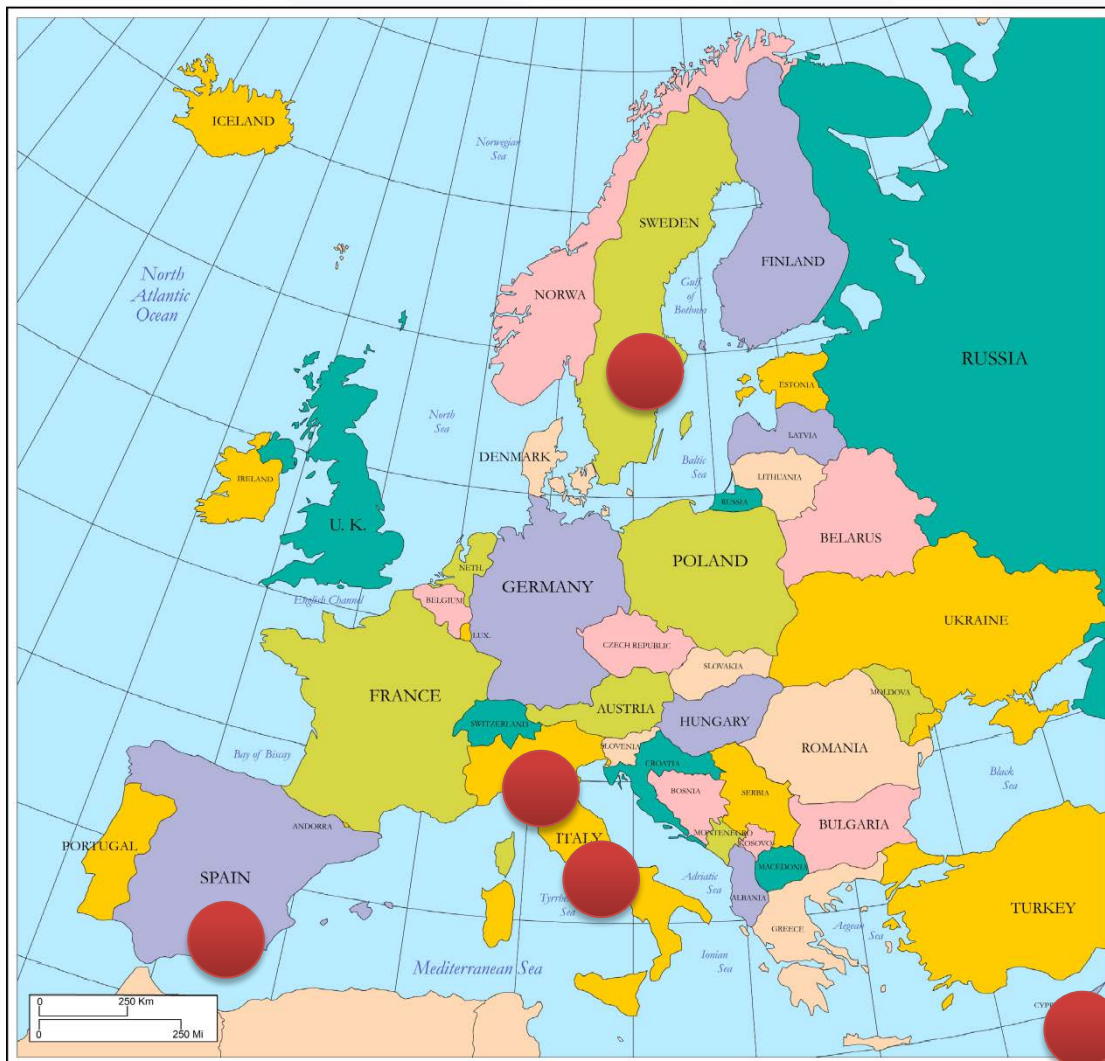 ICELAND
Norwegian
Sea
SWEDEN
FINLAND
North
Atlantic
Ocean
NORWA
Gulf
of
Bothnia
RUSSIA
ESTONIA
North
Sea
LATVIA
DENMARK
Baltic
Sea
LITHUANIA
IRELAND
RUSSIA
U. K.
BELARUS
POLAND
NETH.
GERMANY
English Channel
BELGIUM
UKRAINE
LUX.
CZECH REPUBLIC
SLOVAKIA
FRANCE
MOLDOVA
AUSTRIA
SWITZERLAND
HUNGARY
Bay of Biscay
SLOVENIA
ROMANIA
CROATIA
Black
Sea
BOSNIA
SERBIA
ANDORRA
BULGARIA
MONTENEGRO
ITALY
KOSOVO
PORTUGAL
MACEDONIA
SPAIN
Adriatic
Sea
ALBANIA
Tyrrhe
Sea
TURKEY
GREECE
Aegean
Sea
Ionian
Sea
Mediterranean Sea
0 250 Km
0 250 Mi
CYP